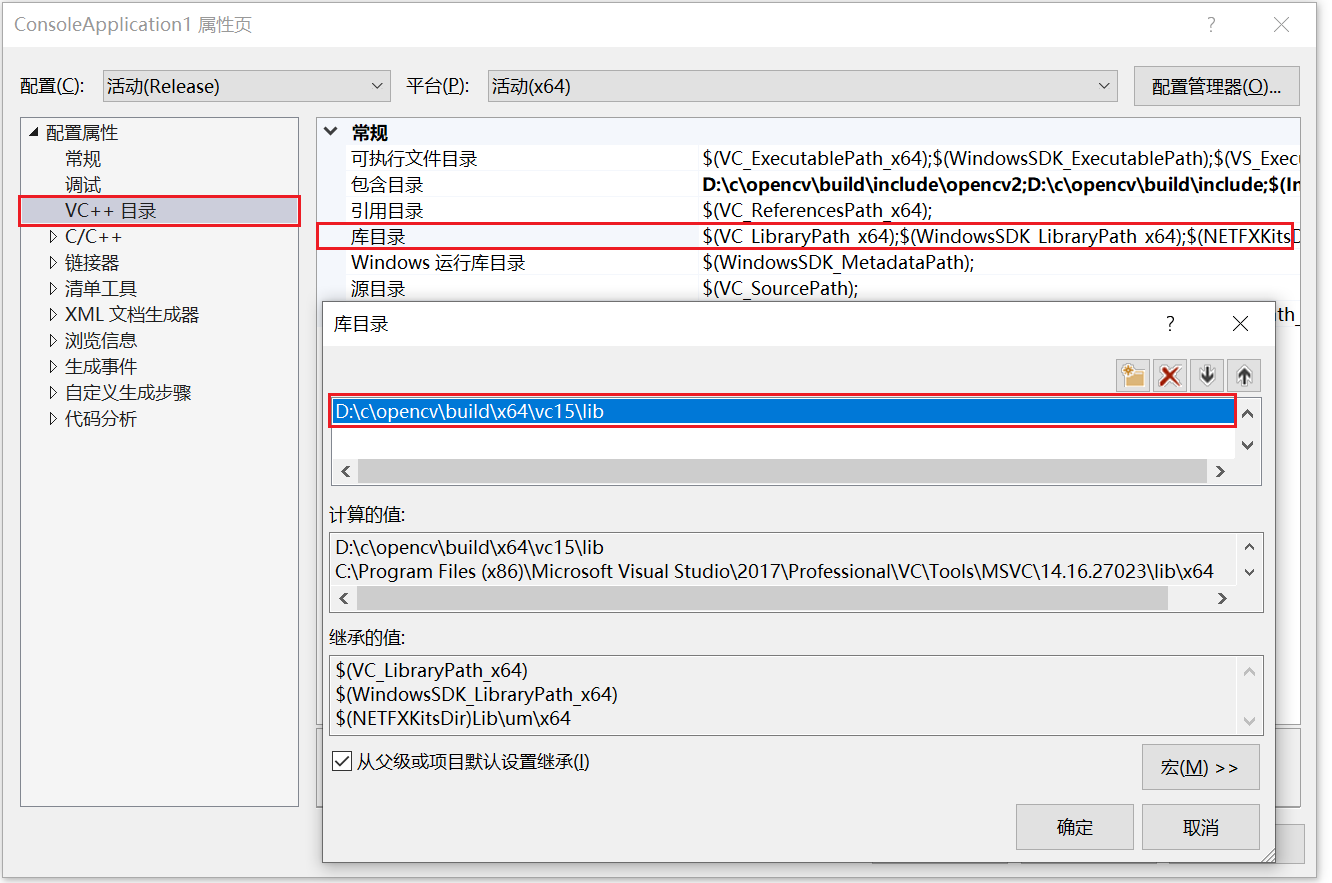 ConsoleApplication1 属性页
配置(C): 活动(Release) 平台(P): 活动(x64) 配置管理器(O)...
配置属性
常规
调试
VC++ 目录
C/C++
链接器
清单工具
XML 文档生成器
浏览信息
生成事件
自定义生成步骤
代码分析
常规
可执行文件目录 $(VC_ExecutablePath_x64);$(WindowsSDK_ExecutablePath);$(VS_Execu
包含目录 D:\c\opencv\build\include\opencv2;D:\c\opencv\build\include;$(In
引用目录 $(VC_ReferencesPath_x64);
库目录 $(VC_LibraryPath_x64);$(WindowsSDK_LibraryPath_x64);$(NETFXKitsD
Windows 运行库目录 $(WindowsSDK_MetadataPath);
源目录 $(VC_SourcePath);
th_
库目录
D:\c\opencv\build\x64\vc15\lib
计算的值:
D:\c\opencv\build\x64\vc15\lib
C:\Program Files (x86)\Microsoft Visual Studio\2017\Professional\VC\Tools\MSVC\14.16.27023\lib\x64
继承的值:
$(VC_LibraryPath_x64)
$(WindowsSDK_LibraryPath_x64)
$(NETFXKitsDir)Lib\um\x64
从父级或项目默认设置继承(I)
宏(M) >>
确定 取消